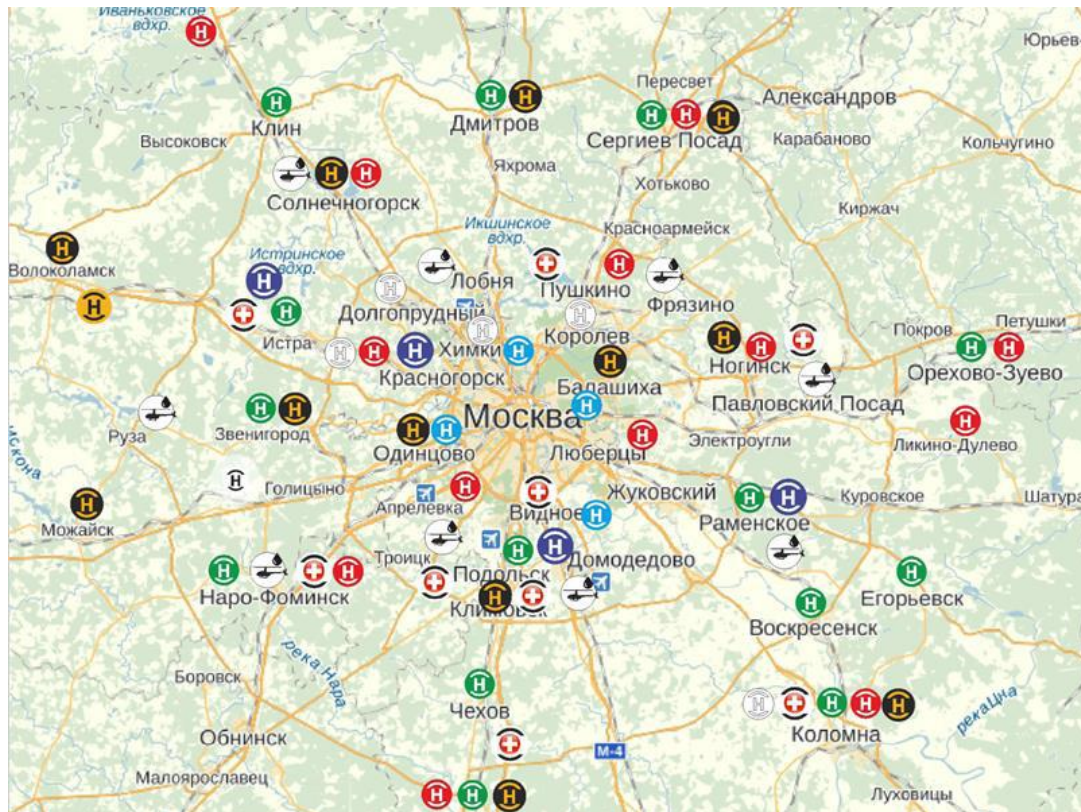 Иваньковское
вдхр.
Юрьев-
Пересвет
Александров
Клин
Дмитров
Сергиев Посад
Карабаново
Высоковск
Кольчугино
Яхрома
Хотьково
Солнечногорск
Киржач
Икшинское
вдхр.
Красноармейск
Истринское
вдхр.
Волоколамск
Лобня
Пушкино
Фрязино
Долгопрудный
Королев
Покров
Петушки
Истра
Химки
Ногинск
Орехово-Зуево
Красногорск
Балашиха
Павловский Посад
Москва
Руза
Звенигород
Электроугли
Ликино-Дулево
Одинцово
Люберцы
Искона
Голицыно
Жуковский
Куровское
Шатура
Апрелевка
Видное
Раменское
Можайск
Троицк
Домодедово
Подольск
Наро-Фоминск
Климовск
Егорьевск
Воскресенск
река Нара
Боровск
Чехов
река Цна
Обнинск
М-4
Коломна
Малоярославец
Луховицы
H